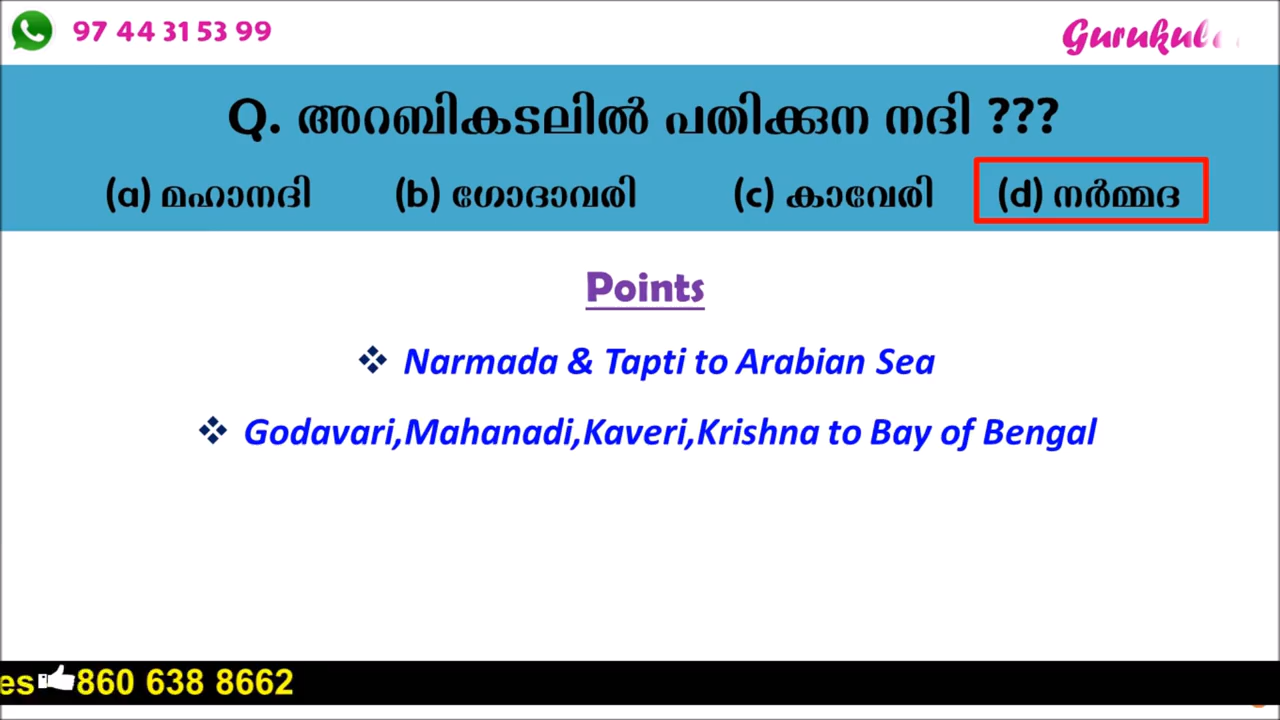 97 44 31 53 99
Gurukul
Q. അറബികടലിൽ പതിക്കുന നദി ???
(a) മഹാനദി (b) ഗോദാവരി (c) കാവേരി (d) നർമ്മദ
Points
❖ Narmada & Tapti to Arabian Sea
❖ Godavari,Mahanadi,Kaveri,Krishna to Bay of Bengal
es 860 638 8662